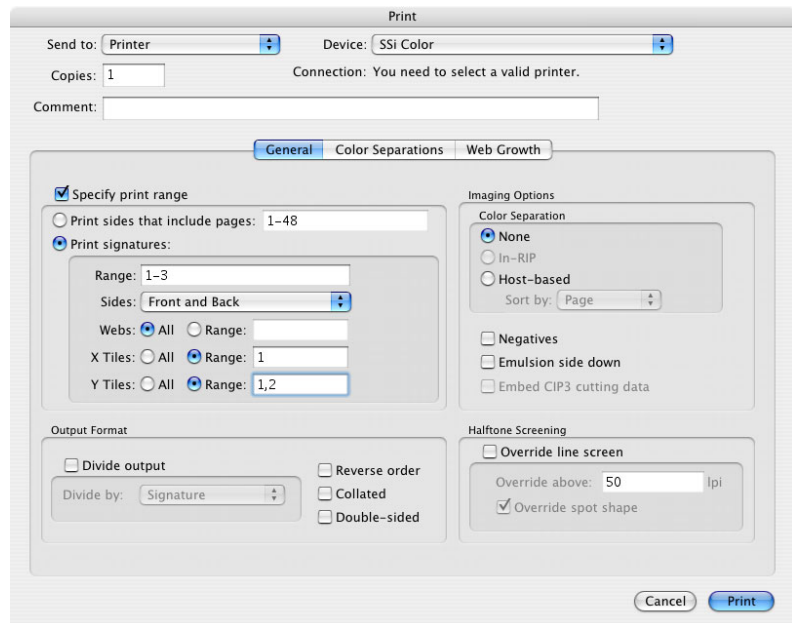 Print
Send to: Printer Device: SSi Color
Copies: 1 Connection: You need to select a valid printer.
Comment:
General Color Separations Web Growth
Specify print range
Print sides that include pages: 1-48
Print signatures:
Range: 1-3
Sides: Front and Back
Webs: All Range:
X Tiles: All Range: 1
Y Tiles: All Range: 1,2
Imaging Options
Color Separation
None
In-RIP
Host-based
Sort by: Page
Negatives
Emulsion side down
Embed CIP3 cutting data
Output Format
Divide output
Divide by: Signature
Reverse order
Collated
Double-sided
Halftone Screening
Override line screen
Override above: 50 lpi
Override spot shape
Cancel Print